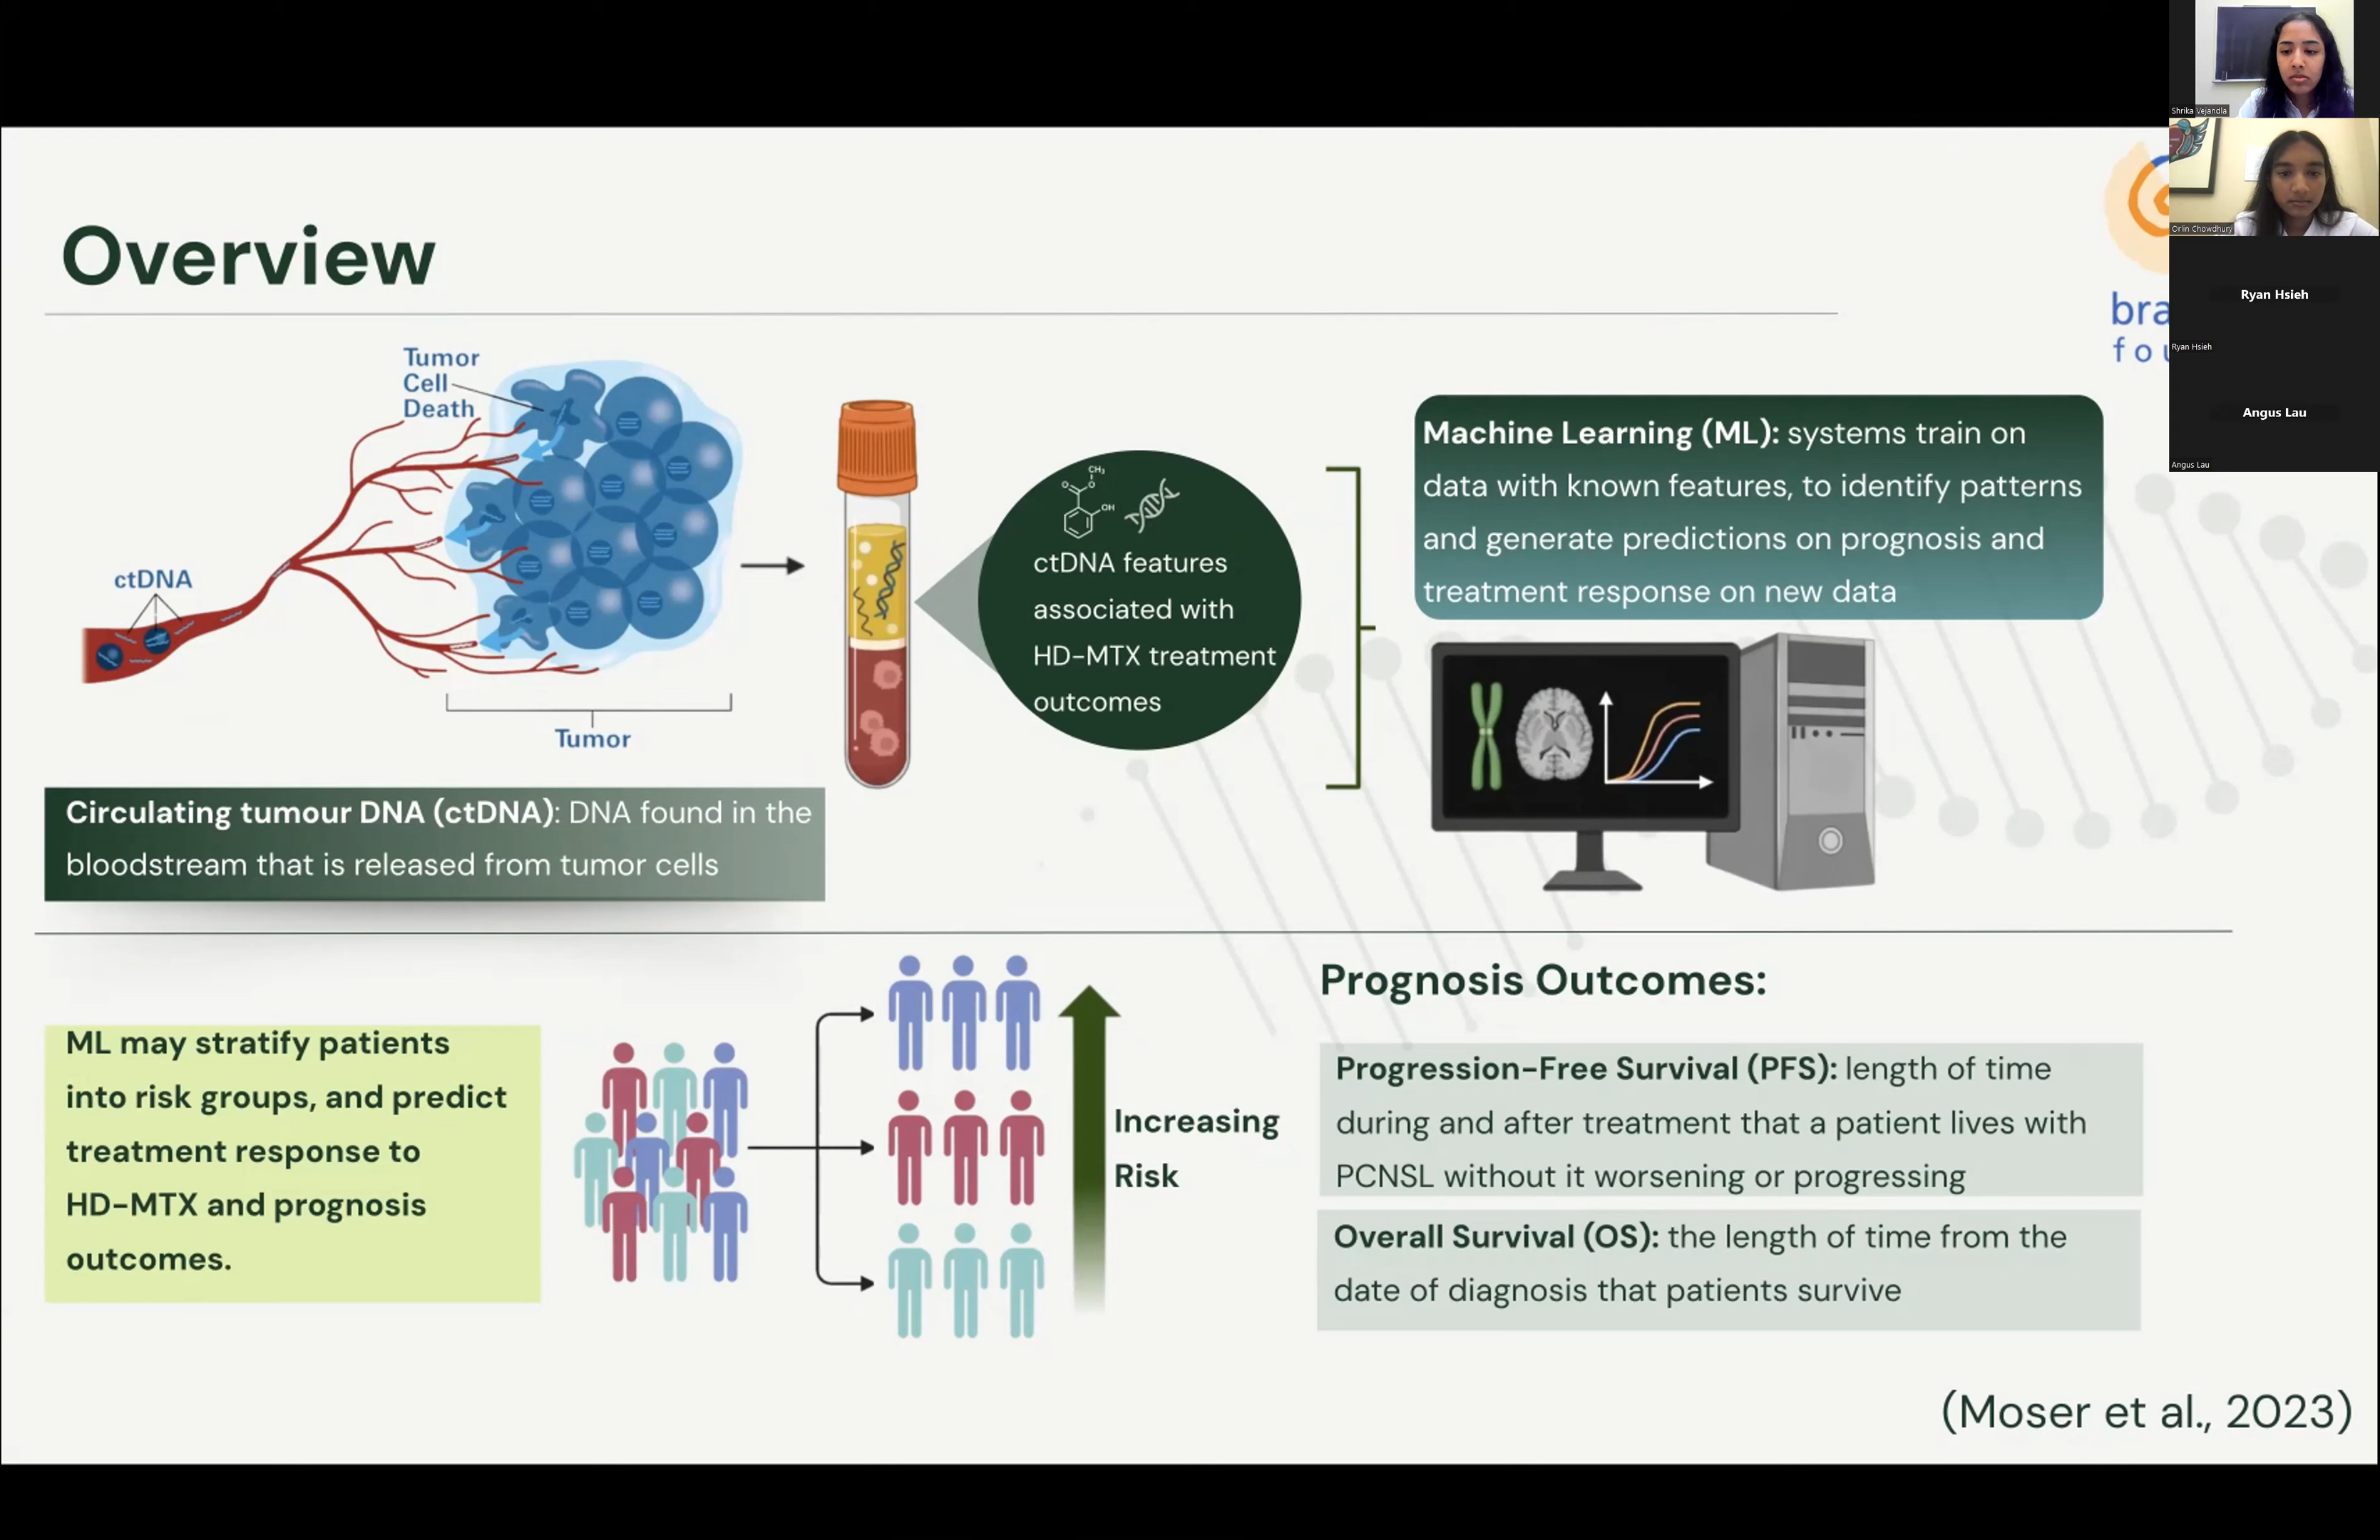 Overview
Tumor
Cell
Death
ctDNA
Tumor
Circulating tumour DNA (ctDNA): DNA found in the
bloodstream that is released from tumor cells
CH₃
O
O
OH
ctDNA features
associated with
HD-MTX treatment
outcomes
Machine Learning (ML): systems train on
data with known features, to identify patterns
and generate predictions on prognosis and
treatment response on new data
ML may stratify patients
into risk groups, and predict
treatment response to
HD-MTX and prognosis
outcomes.
Increasing
Risk
Prognosis Outcomes:
Progression-Free Survival (PFS): length of time
during and after treatment that a patient lives with
PCNSL without it worsening or progressing
Overall Survival (OS): the length of time from the
date of diagnosis that patients survive
(Moser et al., 2023)
Shrika Vejandla
Orlin Chowdhury
Ryan Hsieh
Ryan Hsieh
Angus Lau
Angus Lau